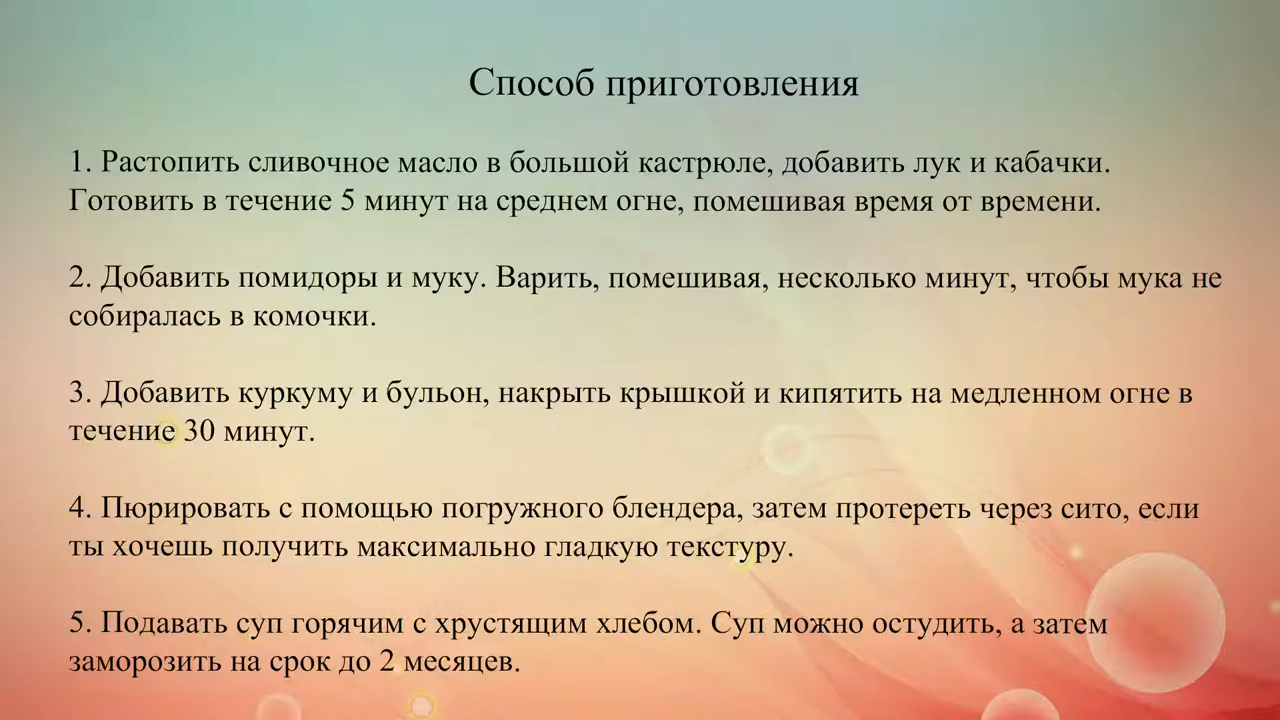 Способ приготовления
1. Растопить сливочное масло в большой кастрюле, добавить лук и кабачки.
Готовить в течение 5 минут на среднем огне, помешивая время от времени.
2. Добавить помидоры и муку. Варить, помешивая, несколько минут, чтобы мука не
собиралась в комочки.
3. Добавить куркуму и бульон, накрыть крышкой и кипятить на медленном огне в
течение 30 минут.
4. Пюрировать с помощью погружного блендера, затем протереть через сито, если
ты хочешь получить максимально гладкую текстуру.
5. Подавать суп горячим с хрустящим хлебом. Суп можно остудить, а затем
заморозить на срок до 2 месяцев.